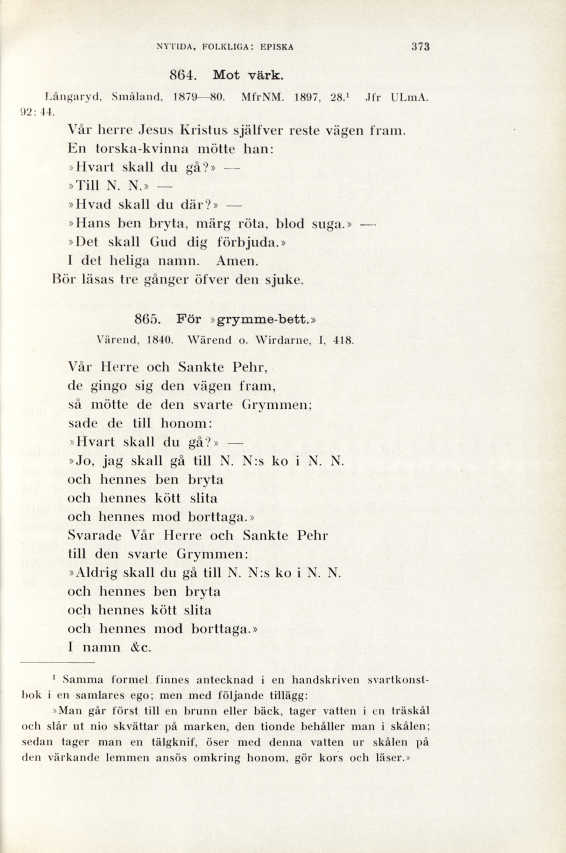 NYTIDA, FOLKLIGA: EPISKA 373
864. Mot värk.
Långaryd, Småland, 1879—80. MfrNM. 1897, 28.¹ Jfr ULmA.
92: 44.
Vår herre Jesus Kristus själfver reste vägen fram.
En torska-kvinna mötte han:
»Hvart skall du gå?» —
»Till N. N.» —
»Hvad skall du där?» —
»Hans ben bryta, märg röta, blod suga.» —
»Det skall Gud dig förbjuda.»
I det heliga namn. Amen.
Bör läsas tre gånger öfver den sjuke.
865. För »grymme-bett.»
Värend, 1840. Wärend o. Wirdarne, I, 418.
Vår Herre och Sankte Pehr,
de gingo sig den vägen fram,
så mötte de den svarte Grymmen;
sade de till honom:
»Hvart skall du gå?» —
»Jo, jag skall gå till N. N:s ko i N. N.
och hennes ben bryta
och hennes kött slita
och hennes mod borttaga.»
Svarade Vår Herre och Sankte Pehr
till den svarte Grymmen:
»Aldrig skall du gå till N. N:s ko i N. N.
och hennes ben bryta
och hennes kött slita
och hennes mod borttaga.»
I namn &c.
¹ Samma formel finnes antecknad i en handskriven svartkonst-
bok i en samlares ego; men med följande tillägg:
»Man går först till en brunn eller bäck, tager vatten i en träskål
och slår ut nio skvättar på marken, den tionde behåller man i skålen;
sedan tager man en tälgknif, öser med denna vatten ur skålen på
den värkande lemmen ansös omkring honom, gör kors och läser.»